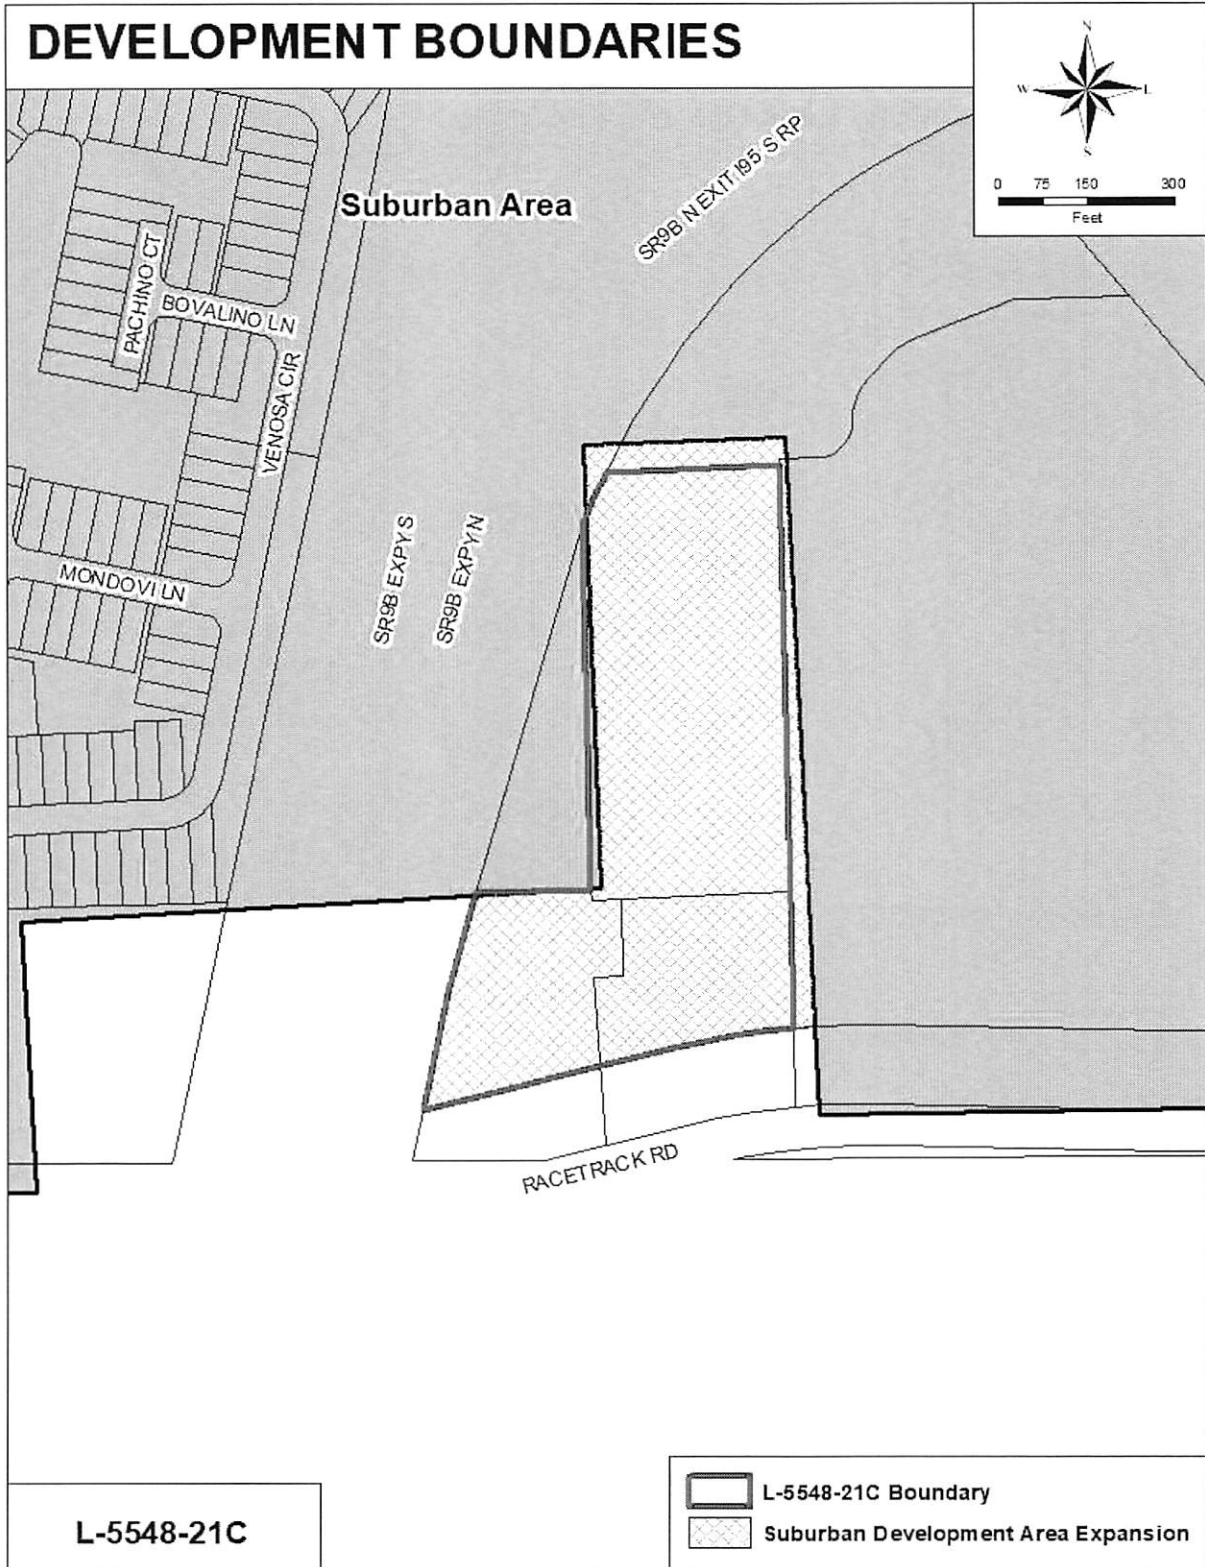 DEVELOPMENT BOUNDARIES
N
W
S
0 75 150 300
Feet
Suburban Area
SR9B N EXIT I95 S RP
PACHINO CT
BOVALINO LN
VENOSA CIR
SR9B EXPY S
SR9B EXPY N
MONDOVI LN
RACETRACK RD
L-5548-21C
L-5548-21C Boundary
Suburban Development Area Expansion